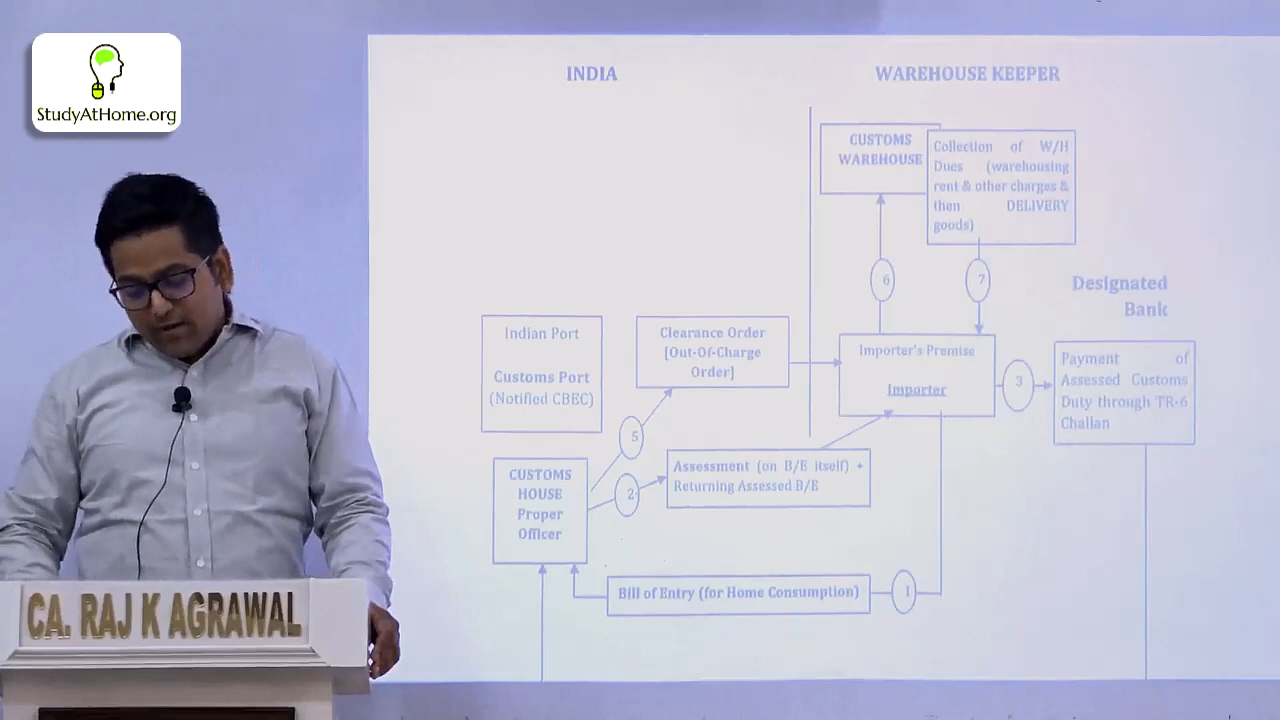 StudyAtHome.org
INDIA
WAREHOUSE KEEPER
CUSTOMS
WAREHOUSE
Collection of W/H
Dues (warehousing
rent & other charges &
then DELIVERY
goods)
6
7
Designated
Bank
Indian Port
Customs Port
(Notified CBEC)
Clearance Order
[Out-Of-Charge
Order]
Importer's Premise
Importer
3
Payment of
Assessed Customs
Duty through TR-6
Challan
5
CUSTOMS
HOUSE
Proper
Officer
2
Assessment (on B/E itself) +
Returning Assessed B/E
Bill of Entry (for Home Consumption)
1
CA. RAJ K AGRAWAL